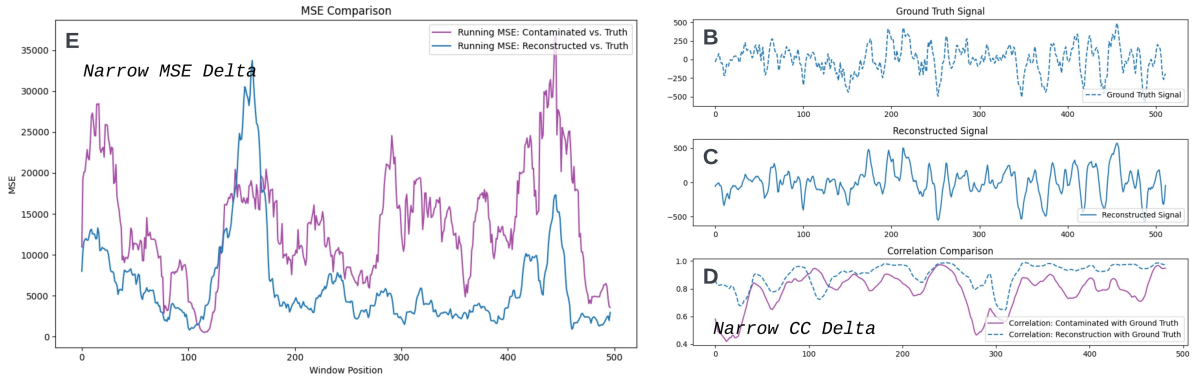 MSE Comparison
E
Narrow MSE Delta
Running MSE: Contaminated vs. Truth
Running MSE: Reconstructed vs. Truth
MSE
35000
30000
25000
20000
15000
10000
5000
0
0 100 200 300 400 500
Window Position
Ground Truth Signal
B
500
250
0
−250
−500
Ground Truth Signal
0 100 200 300 400 500
Reconstructed Signal
C
500
0
−500
Reconstructed Signal
0 100 200 300 400 500
Correlation Comparison
D
1.0
0.8
0.6
0.4
Narrow CC Delta
Correlation: Contaminated with Ground Truth
Correlation: Reconstruction with Ground Truth
0 100 200 300 400 500